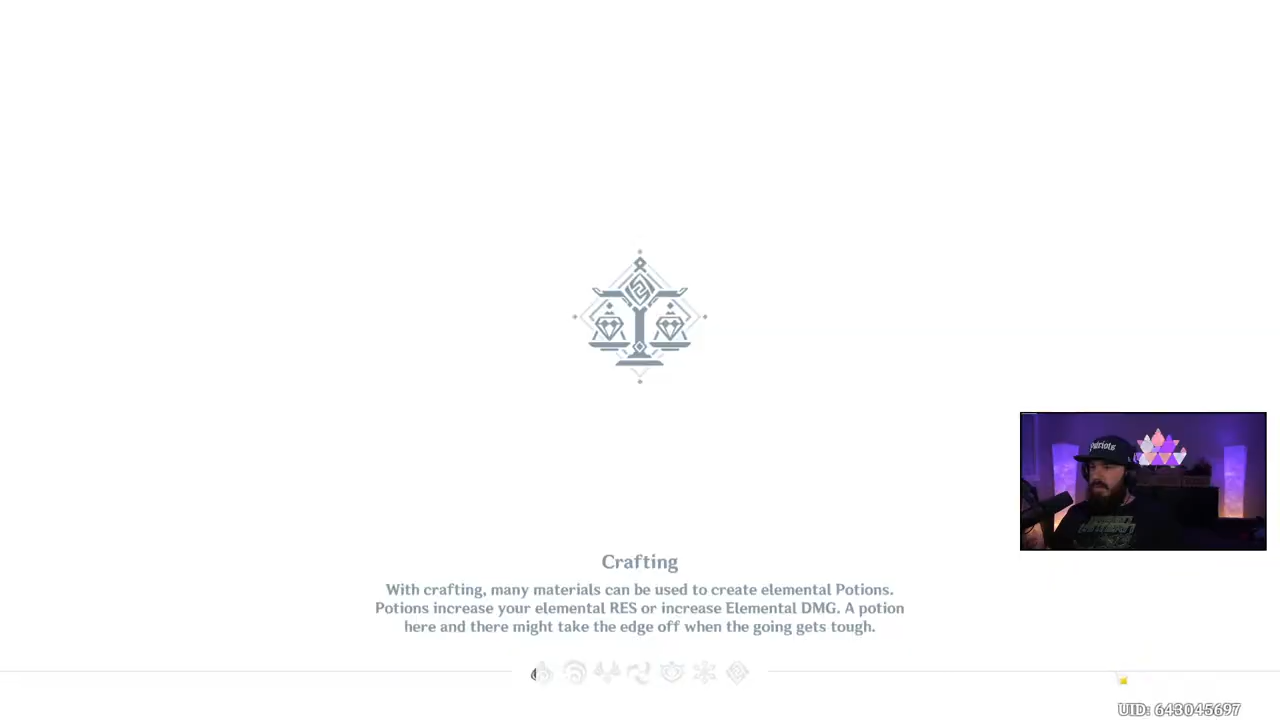 Patriots
Crafting
With crafting, many materials can be used to create elemental Potions.
Potions increase your elemental RES or increase Elemental DMG. A potion
here and there might take the edge off when the going gets tough.
UID: 643045697